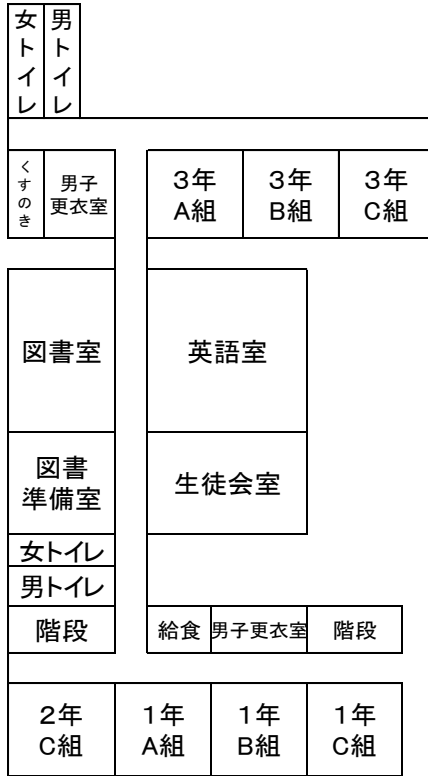 女トイレ
男トイレ
くすのき
男子
更衣室
3年
A組
3年
B組
3年
C組
図書室
英語室
図書
準備室
生徒会室
女トイレ
男トイレ
階段
給食
男子更衣室
階段
2年
C組
1年
A組
1年
B組
1年
C組